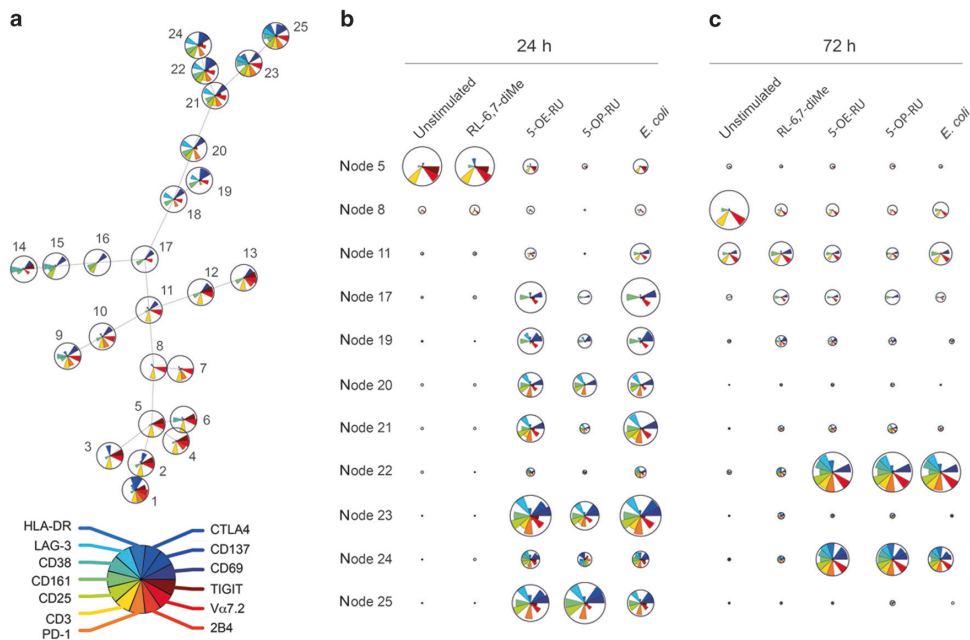 a
24
25
22
23
21
20
19
18
17
16
15
14
13
12
11
10
9
8
7
6
5
4
3
2
1
HLA-DR
LAG-3
CD38
CD161
CD25
CD3
PD-1
CTLA4
CD137
CD69
TIGIT
Vα7.2
2B4
b
24 h
Unstimulated
RL-6,7-diMe
5-OE-RU
5-OP-RU
E. coli
Node 5
Node 8
Node 11
Node 17
Node 19
Node 20
Node 21
Node 22
Node 23
Node 24
Node 25
c
72 h
Unstimulated
RL-6,7-diMe
5-OE-RU
5-OP-RU
E. coli